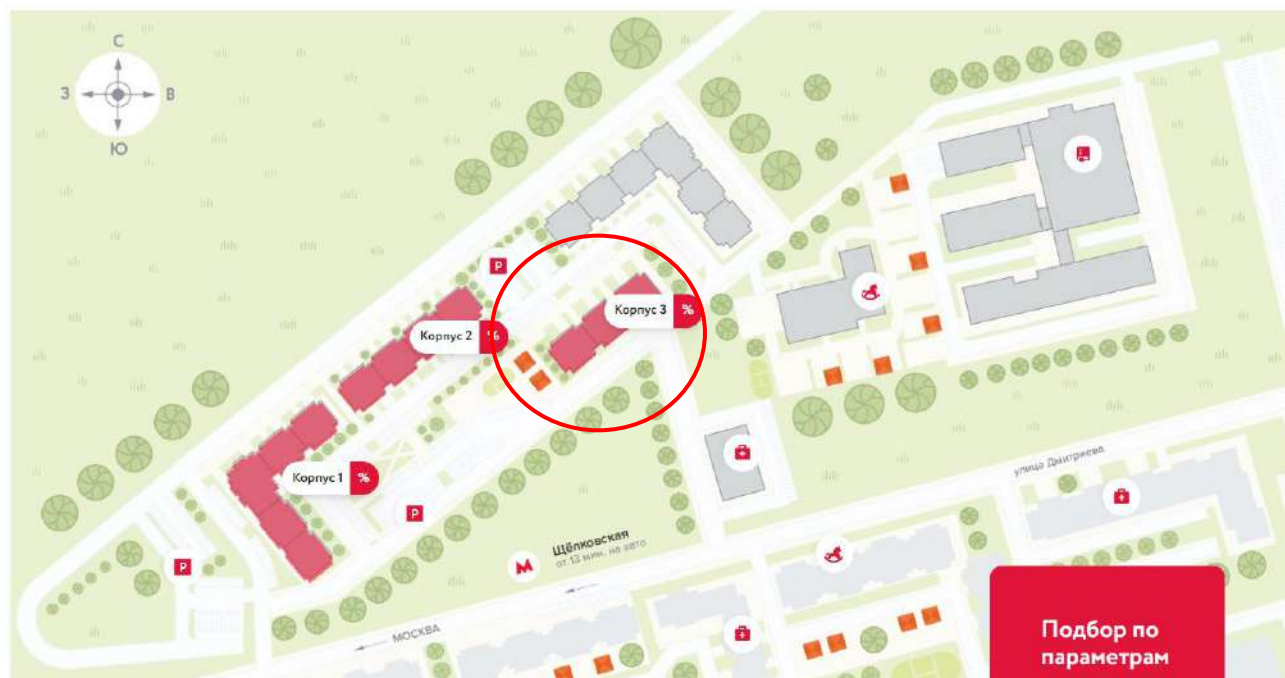 С
З
В
Ю
P
Корпус 3 %
Корпус 2 %
Корпус 1 %
P
P
улица Дмитриева
М
Щёлковская
от 13 мин. на авто
МОСКВА
Подбор по
параметрам